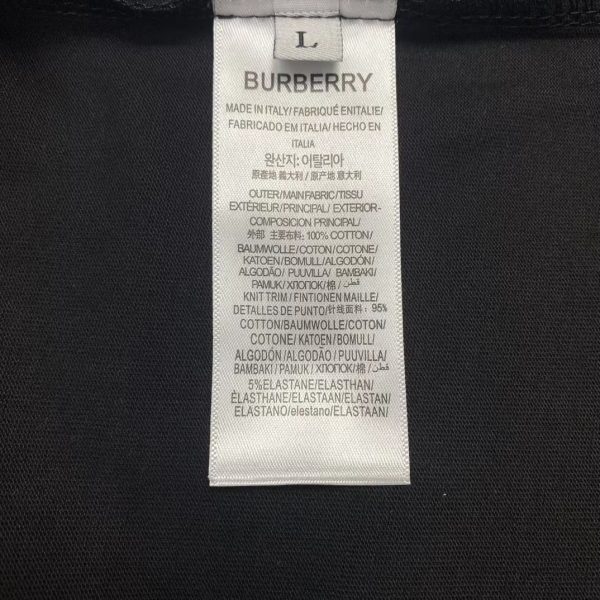 L
BURBERRY
MADE IN ITALY/ FABRIQUÉ ENITALIE/
FABRICADO EM ITALIA/ HECHO EN
ITALIA
완산지: 이탈리아
原產地 義大利 / 原产地 意大利
OUTER/MAIN FABRIC/TISSU
EXTÉRIEUR/PRINCIPAL/ EXTERIOR-
COMPOSICION PRINCIPAL/
外部 主要布料: 100% COTTON/
BAUMWOLLE/COTON/COTONE/
KATOEN/BOMULL/ALGODÓN/
ALGODÃO/ PUUVILLA/ BAMBAKI/
PAMUK/ХЛОПОК/棉/ قطن/
KNIT TRIM / FINTIONEN MAILLE/
DETALLES DE PUNTO/针线面料: 95%
COTTON/BAUMWOLLE/COTON/
COTONE/ KATOEN/BOMULL/
ALGODÓN /ALGODÃO/PUUVILLA/
BAMBAKI/ PAMUK / ХЛОПОК/棉/ قطن/
5%ELASTANE/ELASTHAN/
ÉLASTHANE/ELASTAAN/ELASTAN/
ELASTANO/elestano/ELASTAAN/